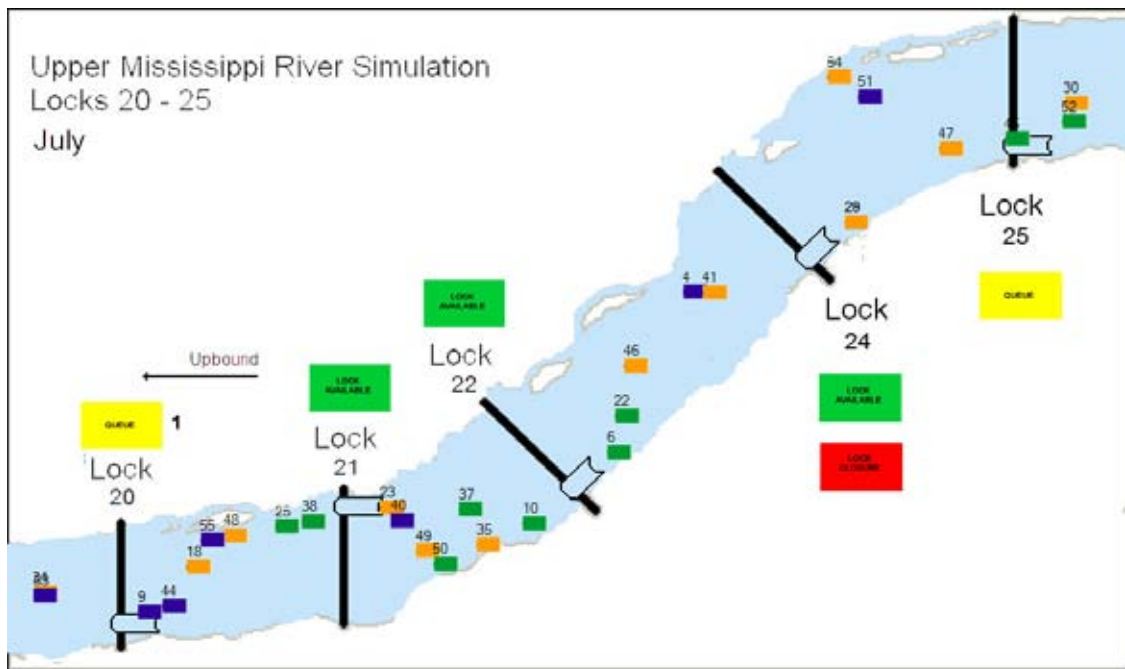 Upper Mississippi River Simulation
Locks 20 - 25
July
54
51
30
52
47
Lock
25
QUEUE
29
4
41
Lock
24
LOCK
AVAILABLE
LOCK
CLOSURE
LOCK
AVAILABLE
Lock
22
46
22
6
Upbound
LOCK
AVAILABLE
Lock
21
QUEUE
1
Lock
20
23
40
37
10
35
49
50
38
25
48
55
18
44
9